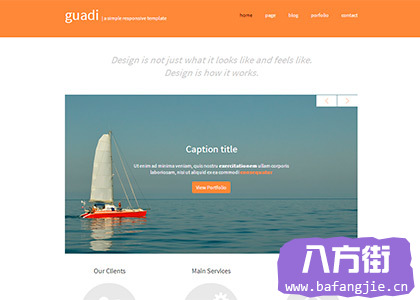 guadi | a simple responsive template
home page blog porfolio contact
Design is not just what it looks like and feels like.
Design is how it works.
Caption title
Ut enim ad minima veniam, quis nostru exercitationem ullam corporis
laboriosam, nisi ut aliquid ex ea commodi consequatur
View Portfolio
Our Clients Main Services
八方街
www.bafangjie.cn